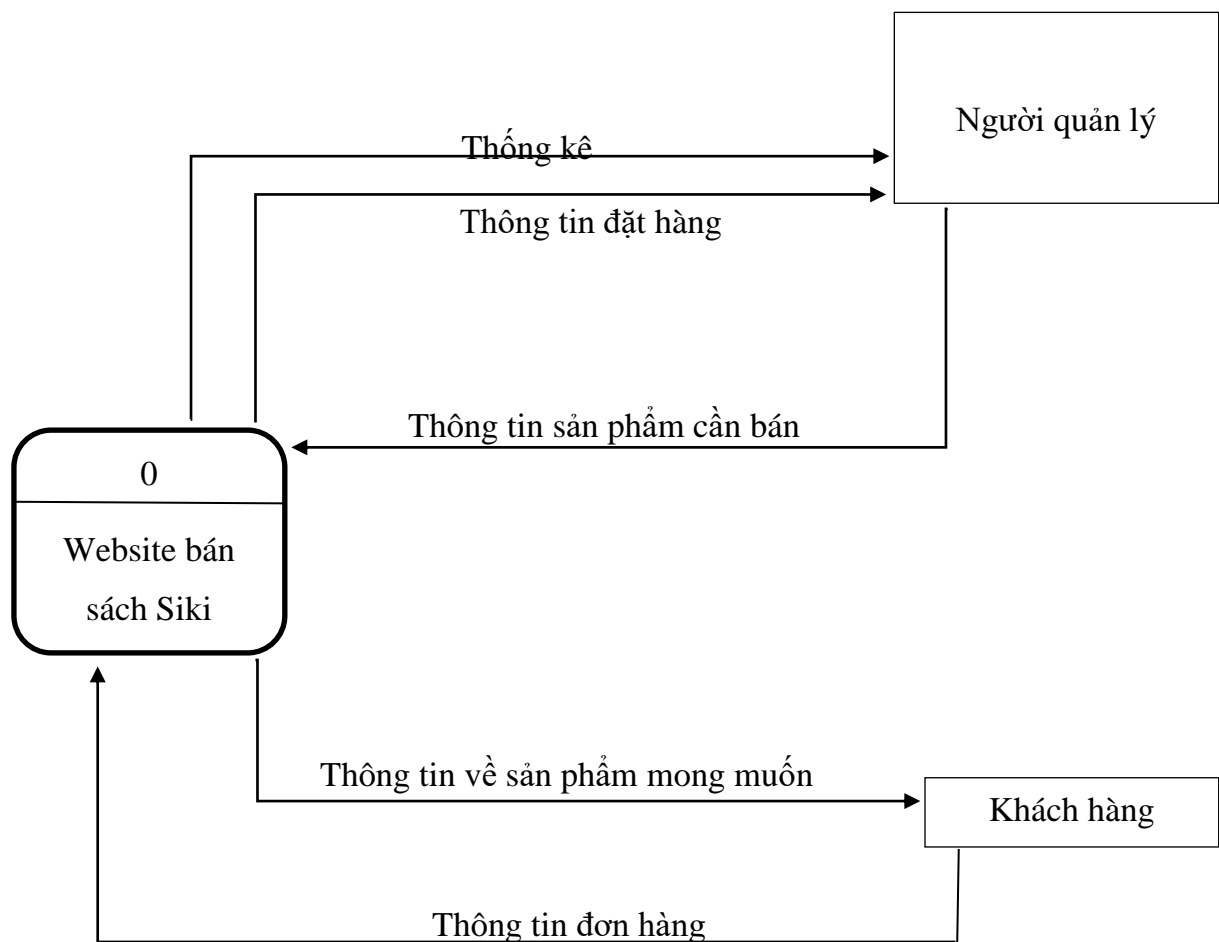 Người quản lý
Thống kê
Thông tin đặt hàng
Thông tin sản phẩm cần bán
0
Website bán
sách Siki
Thông tin về sản phẩm mong muốn
Khách hàng
Thông tin đơn hàng